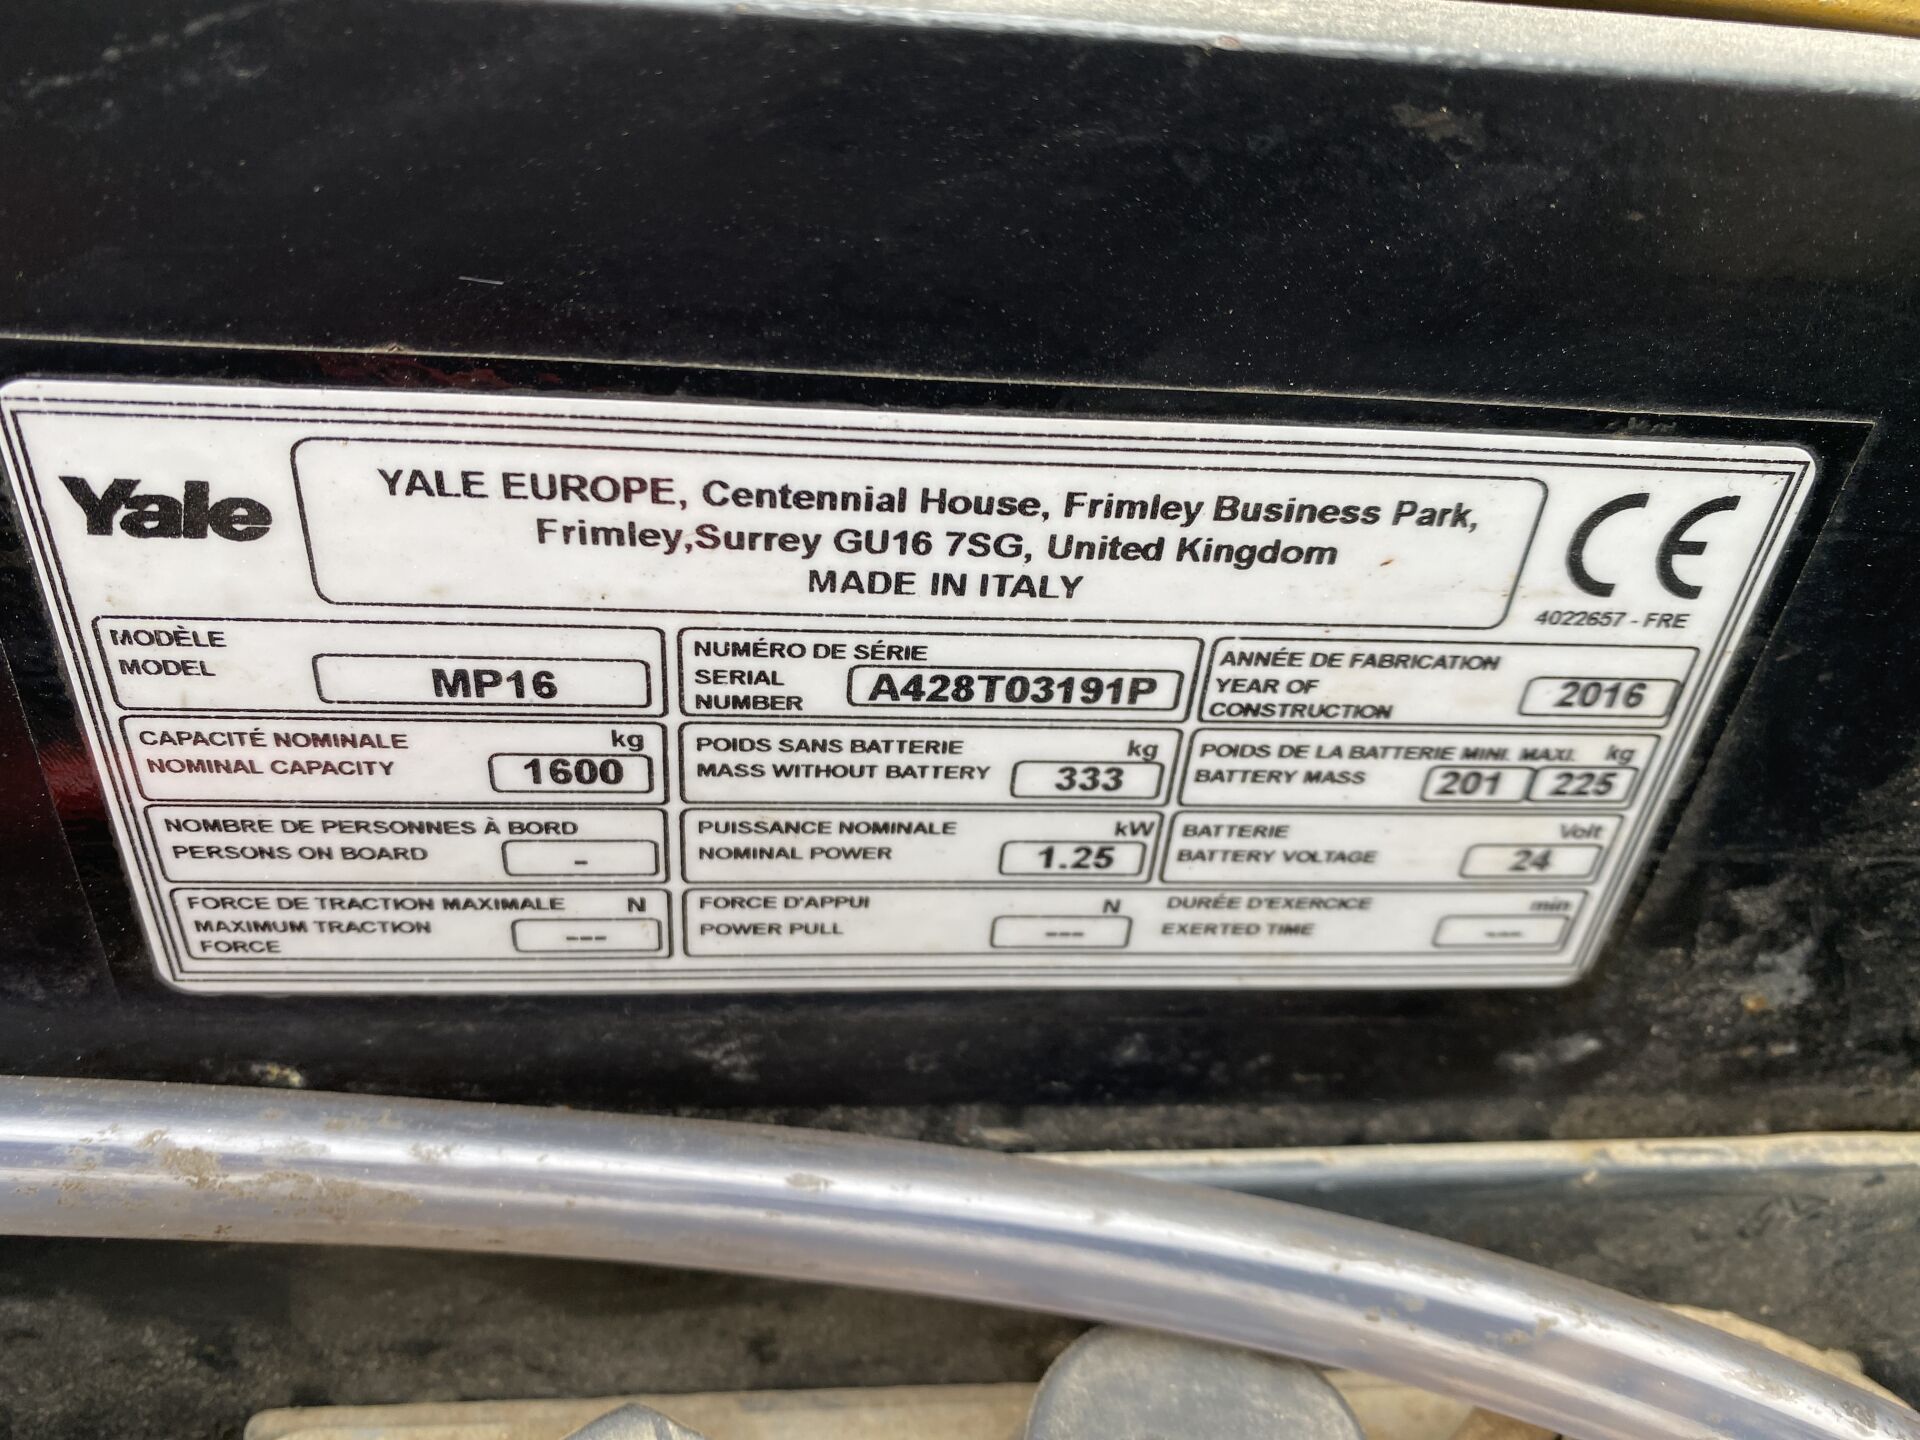 Yale
YALE EUROPE, Centennial House, Frimley Business Park,
Frimley,Surrey GU16 7SG, United Kingdom
MADE IN ITALY
CE
4022657 - FRE
MODÈLE
MODEL
MP16
NUMÉRO DE SÉRIE
SERIAL
NUMBER
A428T03191P
ANNÉE DE FABRICATION
YEAR OF
CONSTRUCTION
2016
CAPACITÉ NOMINALE kg
NOMINAL CAPACITY 1600
POIDS SANS BATTERIE kg
MASS WITHOUT BATTERY 333
POIDS DE LA BATTERIE MINI. MAXI. kg
BATTERY MASS 201 225
NOMBRE DE PERSONNES À BORD
PERSONS ON BOARD -
PUISSANCE NOMINALE kW
NOMINAL POWER 1.25
BATTERIE Volt
BATTERY VOLTAGE 24
FORCE DE TRACTION MAXIMALE N
MAXIMUM TRACTION
FORCE ---
FORCE D'APPUI N
POWER PULL ---
DURÉE D'EXERCICE min
EXERTED TIME ---